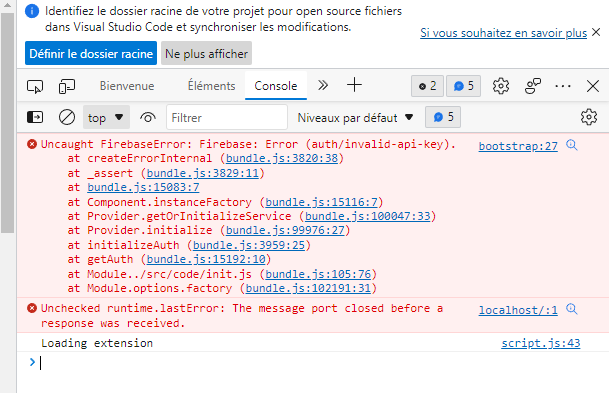 Identifiez le dossier racine de votre projet pour open source fichiers
dans Visual Studio Code et synchroniser les modifications.
Si vous souhaitez en savoir plus
Définir le dossier racine
Ne plus afficher
Bienvenue
Éléments
Console
2
5
top
Filtrer
Niveaux par défaut
5
Uncaught FirebaseError: Firebase: Error (auth/invalid-api-key). bootstrap:27
at createErrorInternal (bundle.js:3820:38)
at _assert (bundle.js:3829:11)
at bundle.js:15083:7
at Component.instanceFactory (bundle.js:15116:7)
at Provider.getOrInitializeService (bundle.js:100047:33)
at Provider.initialize (bundle.js:99976:27)
at initializeAuth (bundle.js:3959:25)
at getAuth (bundle.js:15192:10)
at Module../src/code/init.js (bundle.js:105:76)
at Module.options.factory (bundle.js:102191:31)
Unchecked runtime.lastError: The message port closed before a localhost/:1
response was received.
Loading extension script.js:43